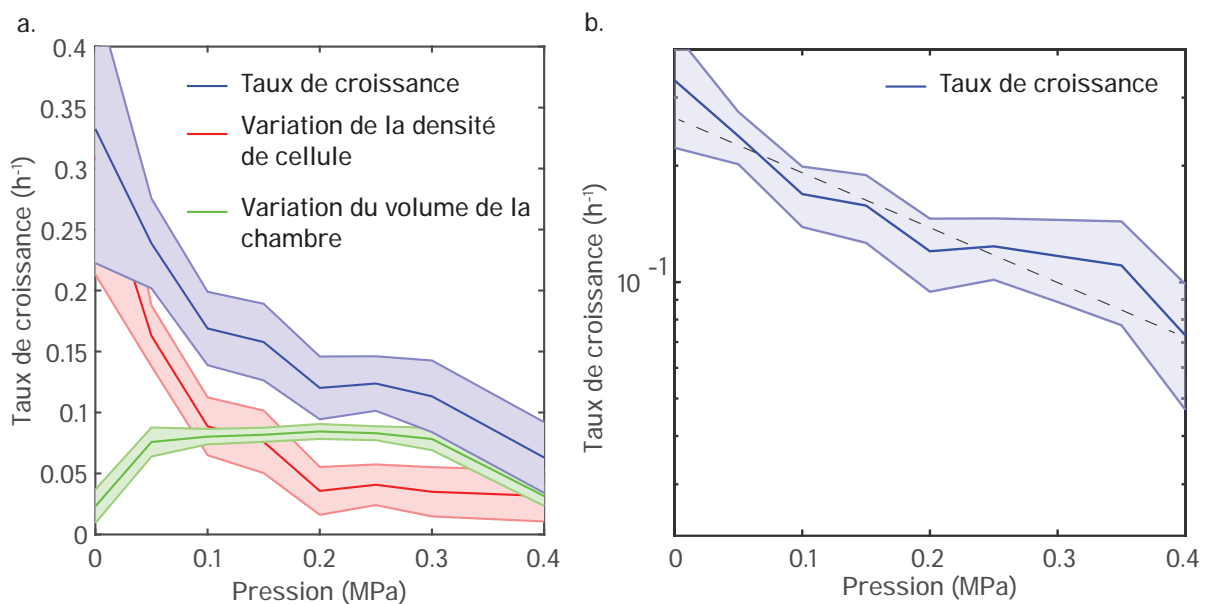 a.
Taux de croissance (h⁻¹)
0.4
0.35
0.3
0.25
0.2
0.15
0.1
0.05
0
Taux de croissance
Variation de la densité
de cellule
Variation du volume de la
chambre
0
0.1
0.2
0.3
0.4
Pression (MPa)
b.
Taux de croissance (h⁻¹)
10⁻¹
Taux de croissance
0
0.1
0.2
0.3
0.4
Pression (MPa)